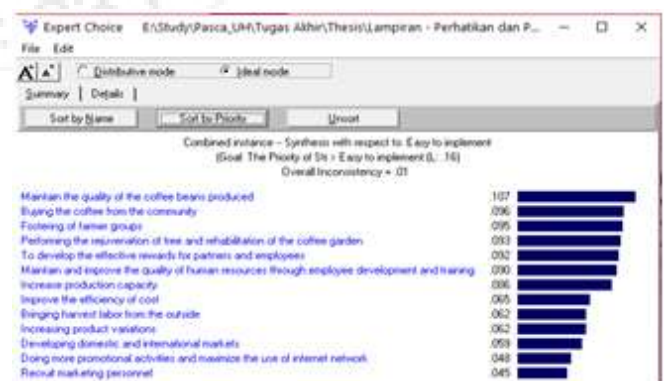 Expert Choice E:\Study\Pasca_UH\Tugas Akhir\Thesis\Lampiran - Perhatikan dan P...
File Edit
Distributive mode Ideal mode
Summary Details
Sort by Name Sort by Priority Unsort
Combined instance -- Synthesis with respect to: Easy to implement
(Goal: The Priority of Sts > Easy to implement (L: .16)
Overall Inconsistency = .01
Maintain the quality of the coffee beans produced .107
Buying the coffee from the community .096
Fostering of farmer groups .095
Performing the rejuvenation of tree and rehabilitation of the coffee garden .093
To develop the effective rewards for partners and employees .092
Maintain and improve the quality of human resources through employee development and training .090
Increase production capacity .086
Improve the efficiency of cost .065
Bringing harvest labor from the outside .062
Increasing product variations .062
Developing domestic and international markets .059
Doing more promotional activities and maximize the use of internet network .048
Recruit marketing personnel .045